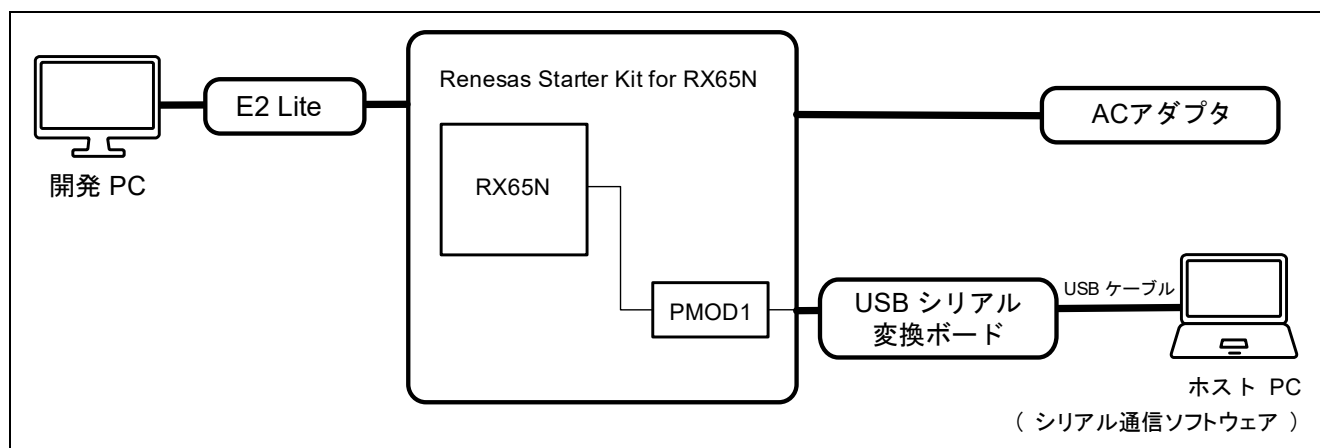 Renesas Starter Kit for RX65N
E2 Lite
ACアダプタ
開発 PC
RX65N
PMOD1
USB シリアル
変換ボード
USB ケーブル
ホスト PC
（ シリアル通信ソフトウェア ）